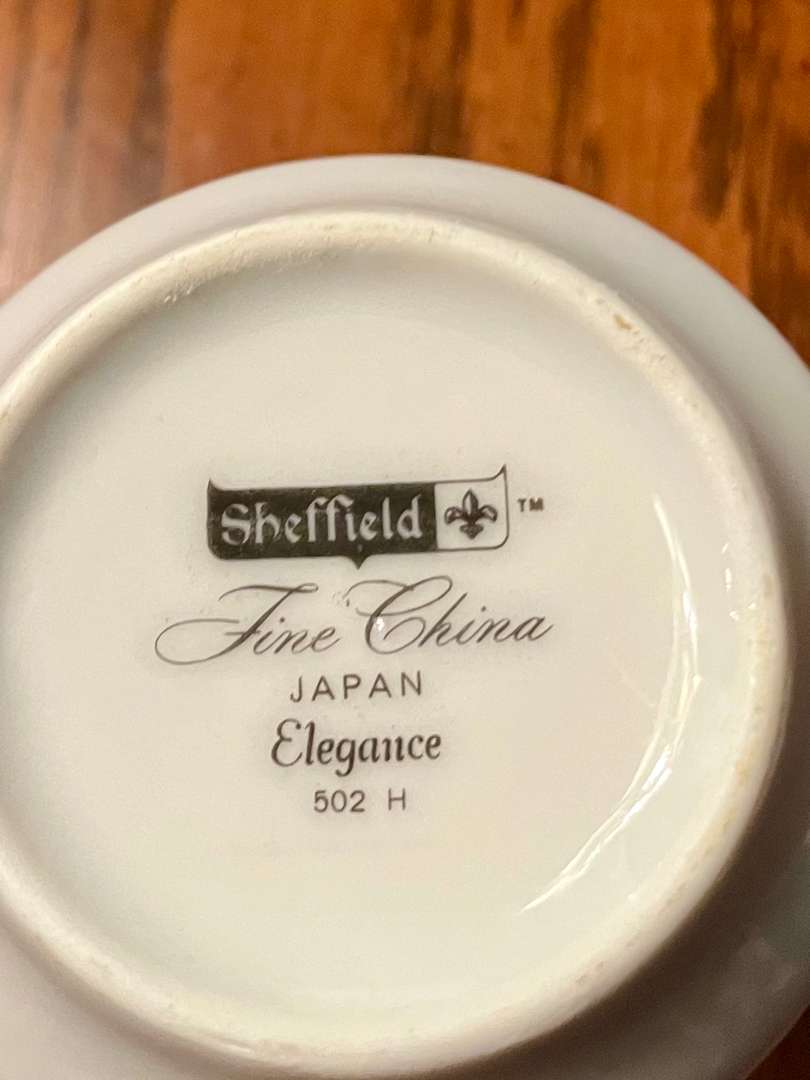 Sheffield TM
Fine China
JAPAN
Elegance
502 H